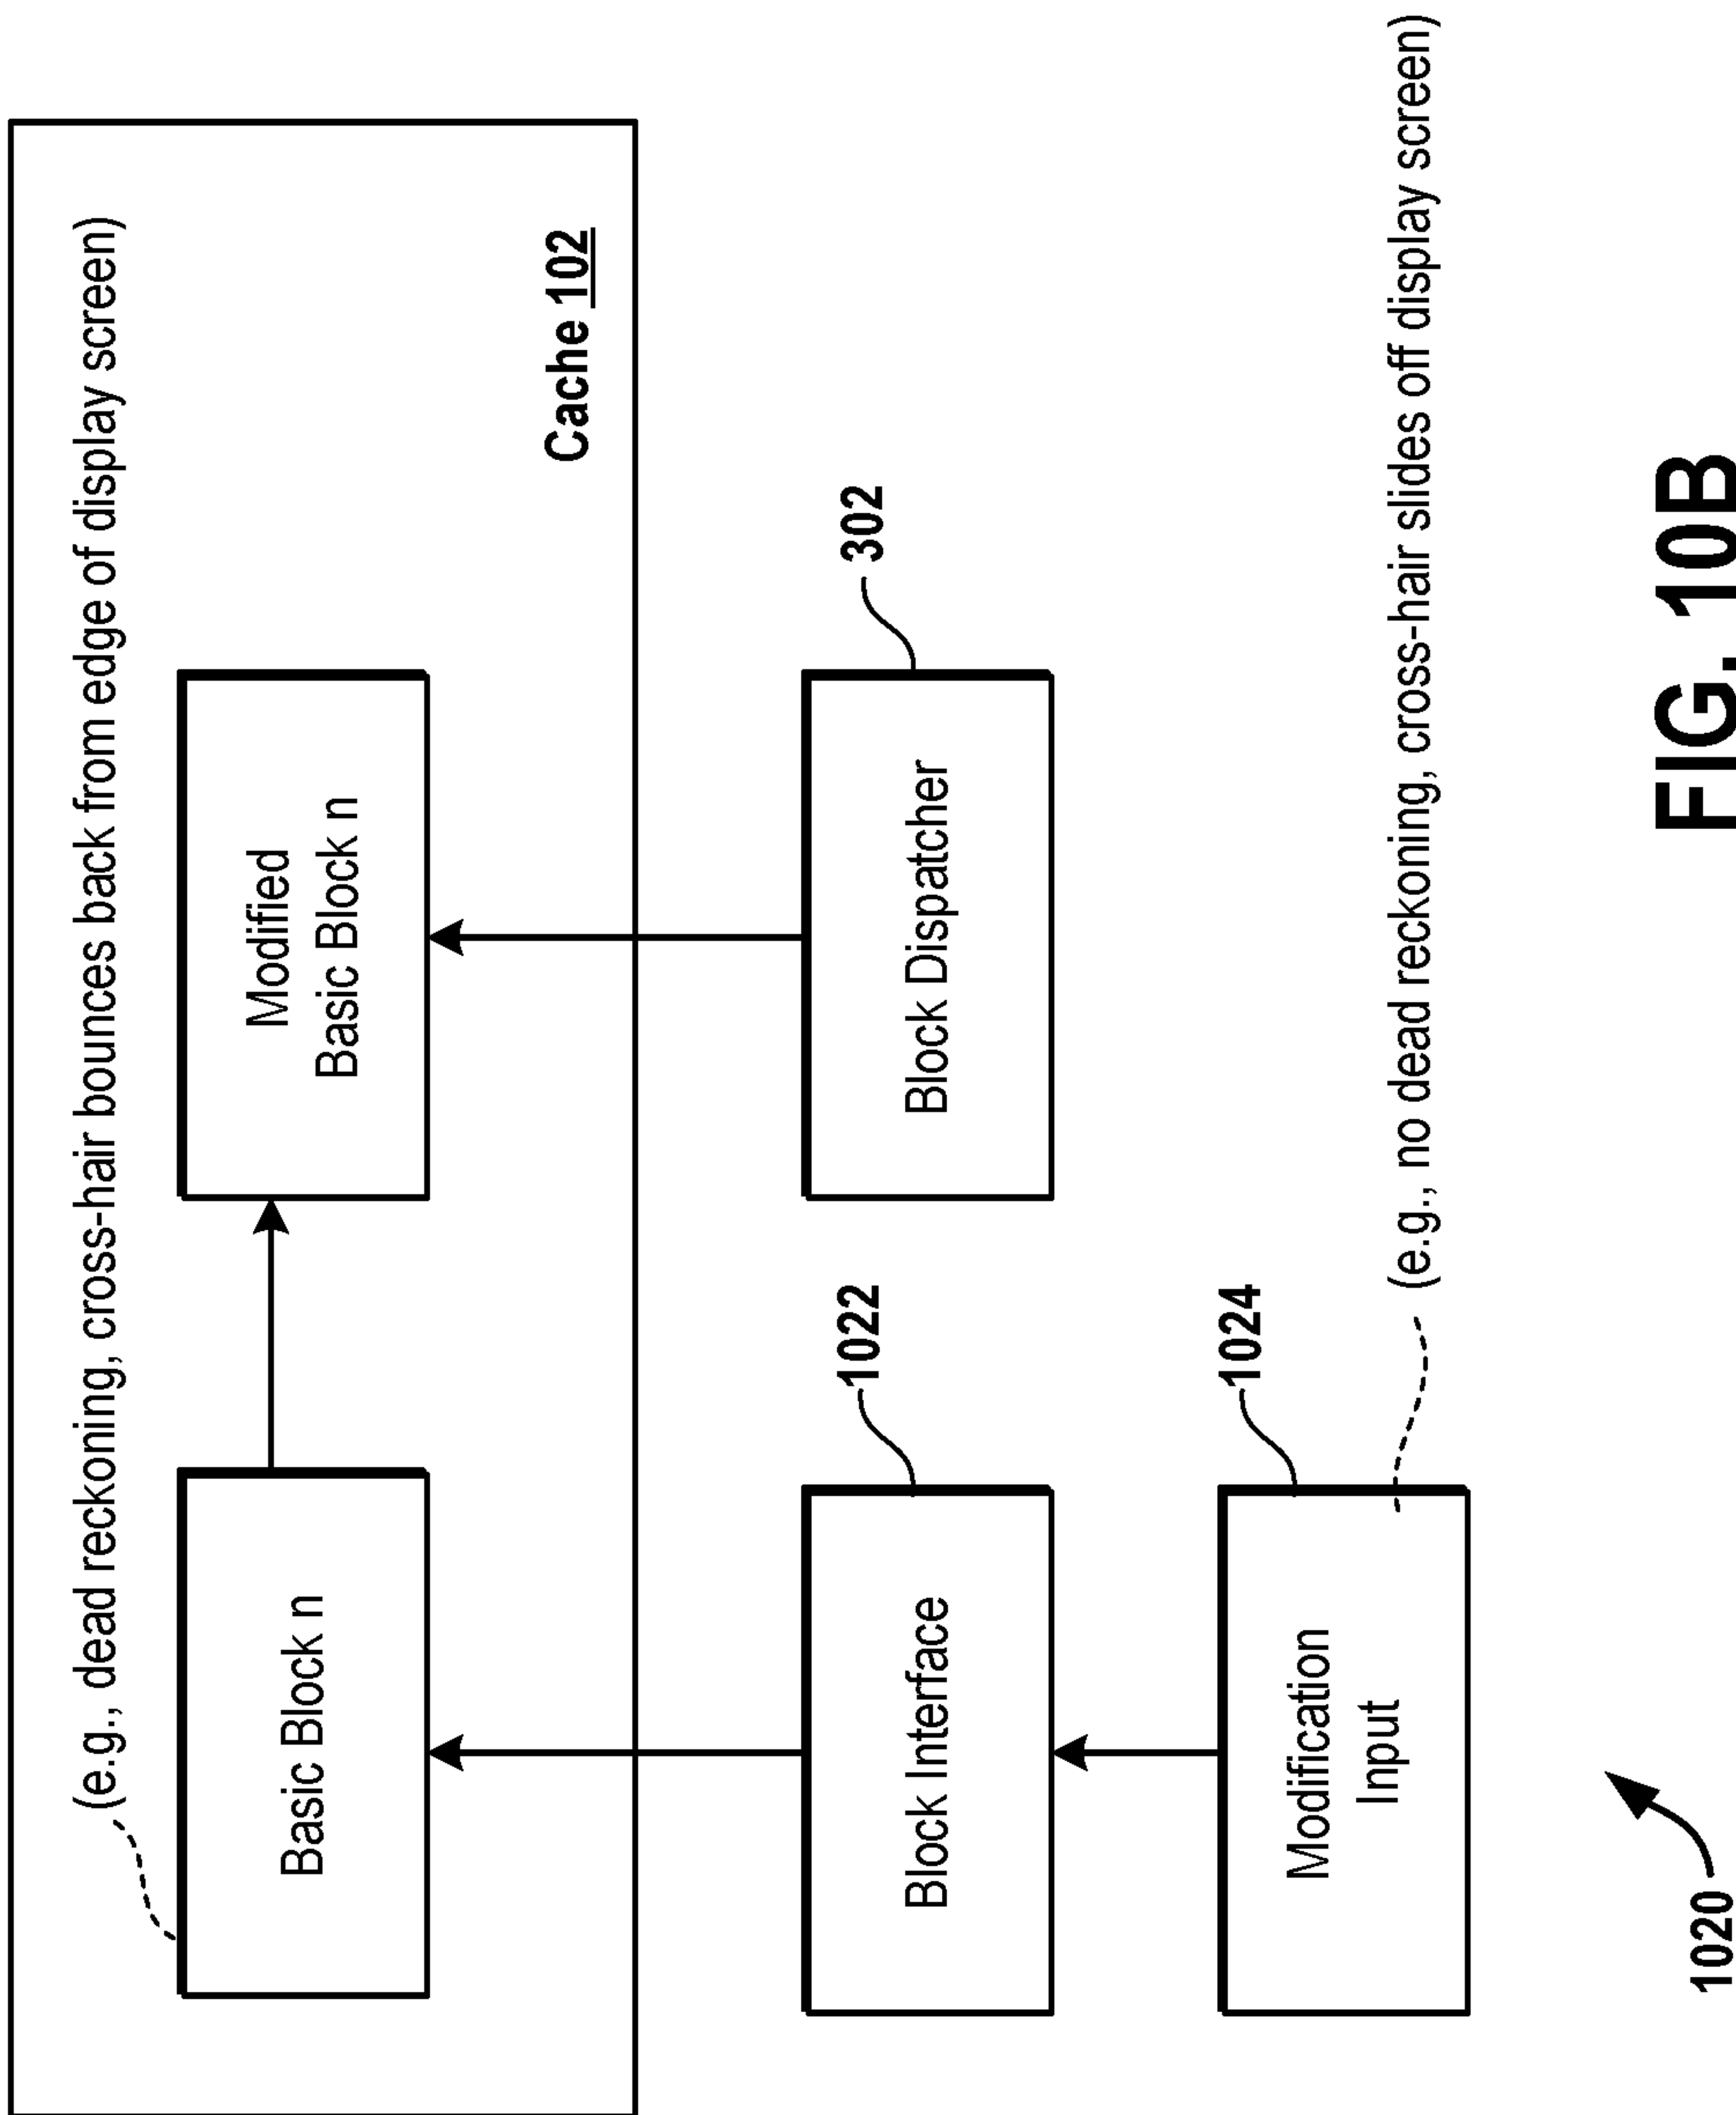 (e.g., dead reckoning, cross-hair bounces back from edge of display screen)
Basic Block n
Modified
Basic Block n
Cache 102
Block Interface
1022
Block Dispatcher
302
Modification
Input
1024
(e.g., no dead reckoning, cross-hair slides off display screen)
1020
FIG. 10B